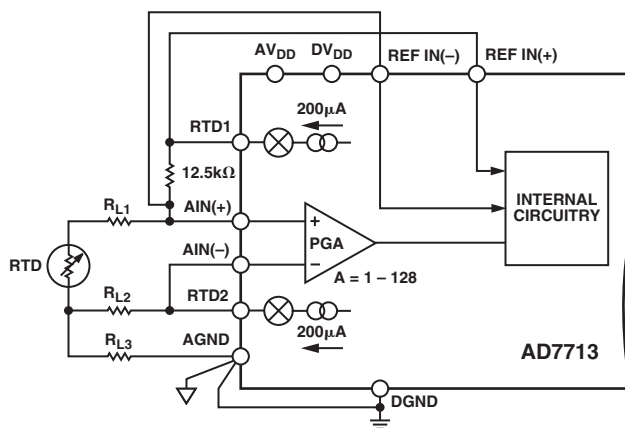 AVDD
DVDD
REF IN(–)
REF IN(+)
RTD1
200µA
12.5kΩ
RL1
AIN(+)
INTERNAL
CIRCUITRY
+
PGA
–
AIN(–)
RTD
A = 1 – 128
RL2
RTD2
RL3
AGND
200µA
AD7713
DGND